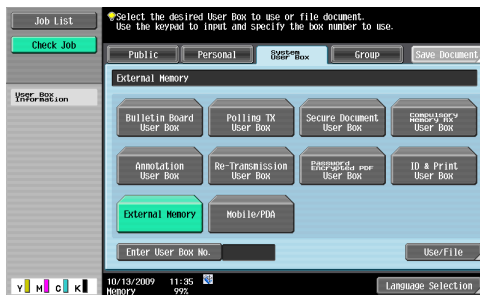 Job List
Select the desired User Box to use or file document.
Use the keypad to input and specify the box number to use.
Check Job
Public
Personal
System
User Box
Group
Save Document
External Memory
User Box
Information
Bulletin Board
User Box
Polling TX
User Box
Secure Document
User Box
Compulsory
Memory RX
User Box
Annotation
User Box
Re-Transmission
User Box
Password
Encrypted PDF
User Box
ID & Print
User Box
External Memory
Mobile/PDA
Enter User Box No.
Use/File
Y M C K
10/13/2009 11:35
Memory 99%
Language Selection